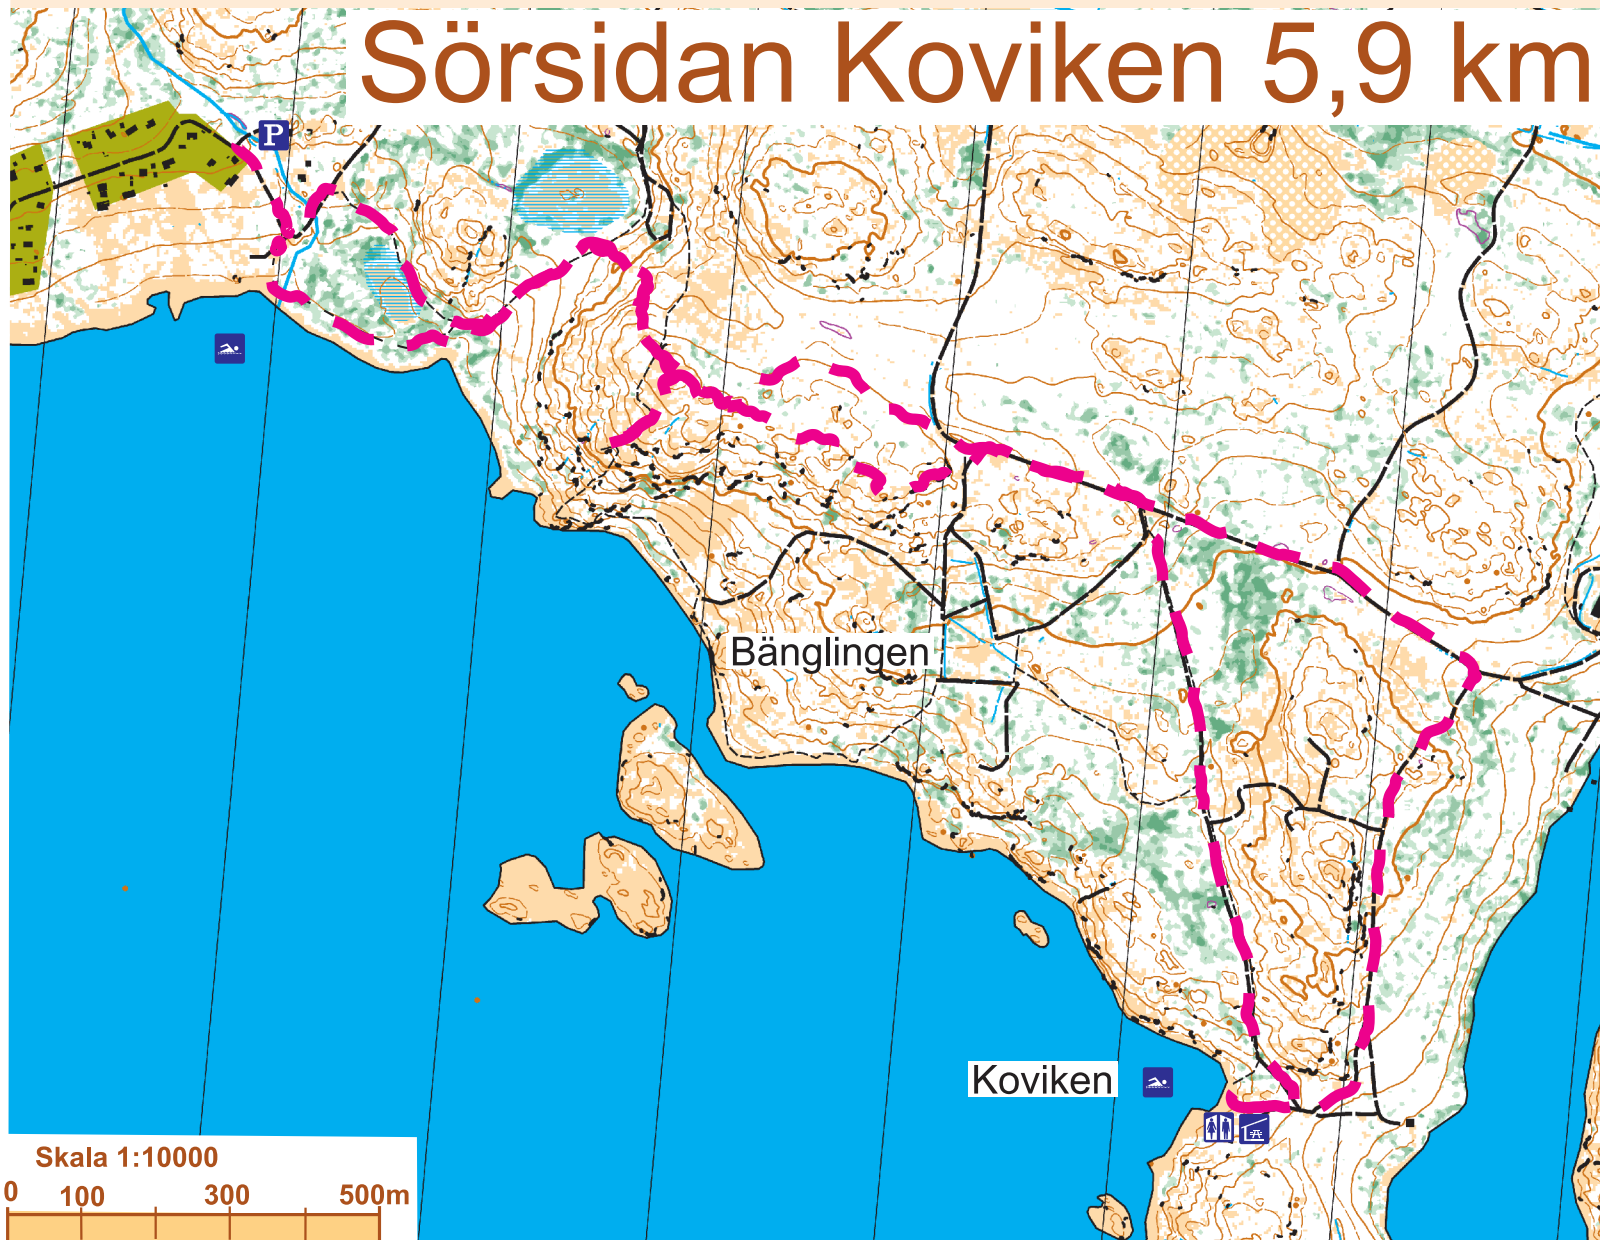 Sörsidan Koviken 5,9 km
P
Bänglingen
Koviken
Skala 1:10000
0 100 300 500m